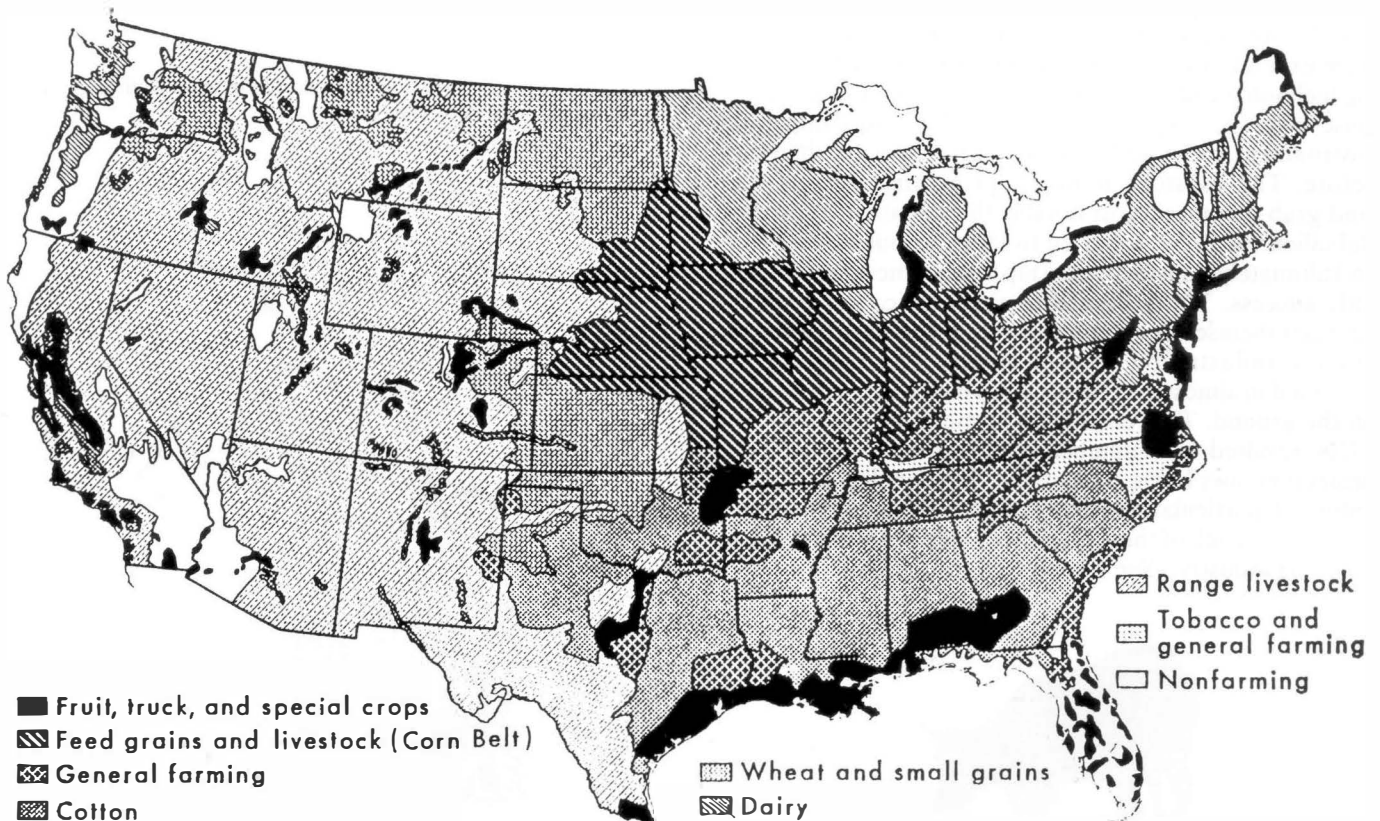 Range livestock
Tobacco and
general farming
Nonfarming
Fruit, truck, and special crops
Feed grains and livestock (Corn Belt)
General farming
Cotton
Wheat and small grains
Dairy